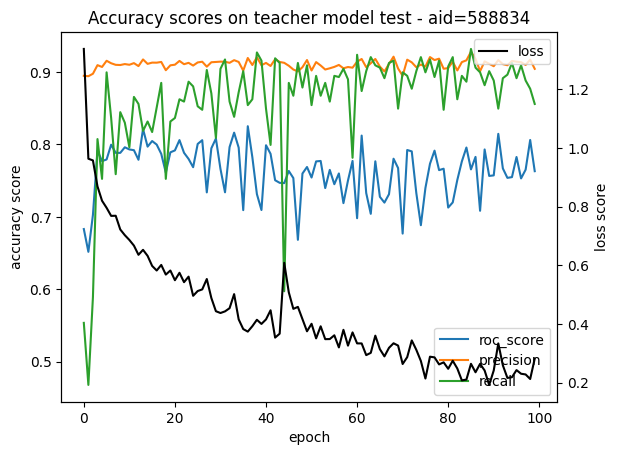 Accuracy scores on teacher model test - aid=588834
loss
0.9
0.8
0.7
0.6
0.5
accuracy score
1.2
1.0
0.8
0.6
0.4
0.2
loss score
roc_score
precision
recall
0
20
40
60
80
100
epoch